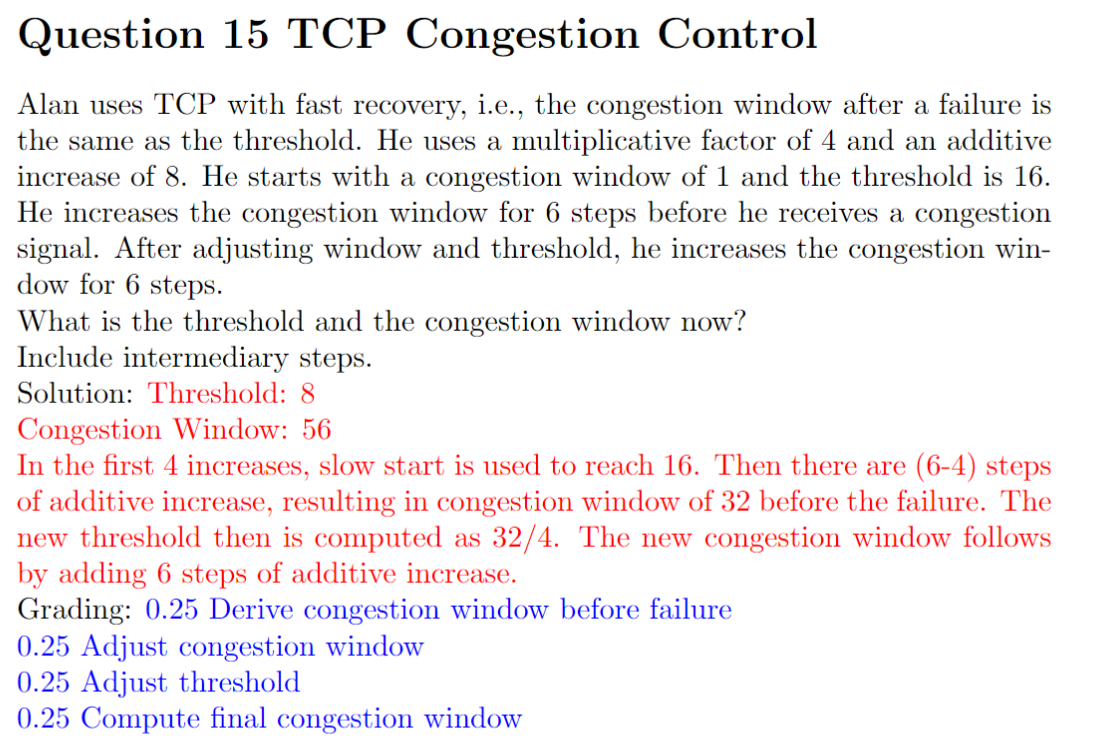 Question 15 TCP Congestion Control
Alan uses TCP with fast recovery, i.e., the congestion window after a failure is
the same as the threshold. He uses a multiplicative factor of 4 and an additive
increase of 8. He starts with a congestion window of 1 and the threshold is 16.
He increases the congestion window for 6 steps before he receives a congestion
signal. After adjusting window and threshold, he increases the congestion win-
dow for 6 steps.
What is the threshold and the congestion window now?
Include intermediary steps.
Solution: Threshold: 8
Congestion Window: 56
In the first 4 increases, slow start is used to reach 16. Then there are (6-4) steps
of additive increase, resulting in congestion window of 32 before the failure. The
new threshold then is computed as 32/4. The new congestion window follows
by adding 6 steps of additive increase.
Grading: 0.25 Derive congestion window before failure
0.25 Adjust congestion window
0.25 Adjust threshold
0.25 Compute final congestion window